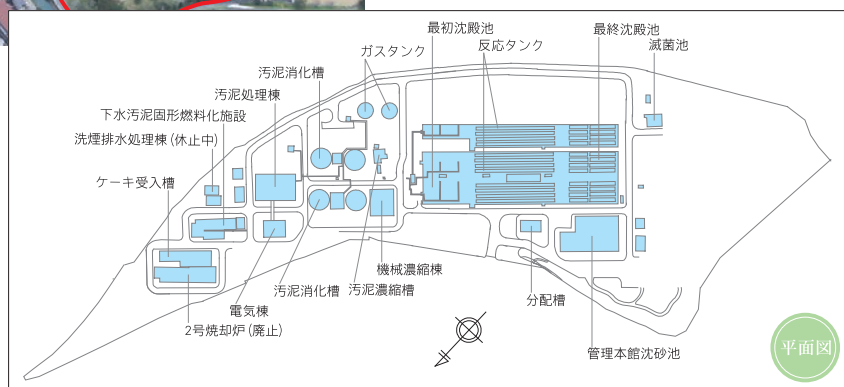 最初沈殿池
最終沈殿池
反応タンク
滅菌池
ガスタンク
汚泥消化槽
汚泥処理棟
下水汚泥固形燃料化施設
洗煙排水処理棟(休止中)
ケーキ受入槽
機械濃縮棟
汚泥消化槽
汚泥濃縮槽
電気棟
2号焼却炉(廃止)
分配槽
管理本館沈砂池
平面図